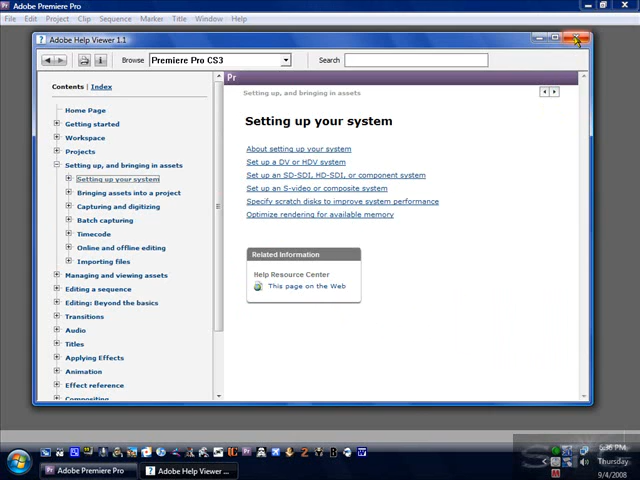 Adobe Premiere Pro
File Edit Project Clip Sequence Marker Title Window Help
Adobe Help Viewer 1.1
Browse Premiere Pro CS3 Search
Contents | Index
Home Page
Getting started
Workspace
Projects
Setting up, and bringing in assets
Setting up your system
Bringing assets into a project
Capturing and digitizing
Batch capturing
Timecode
Online and offline editing
Importing files
Managing and viewing assets
Editing a sequence
Editing: Beyond the basics
Transitions
Audio
Titles
Applying Effects
Animation
Effect reference
Compositing
Pr
Setting up, and bringing in assets
Setting up your system
About setting up your system
Set up a DV or HDV system
Set up an SD-SDI, HD-SDI, or component system
Set up an S-video or composite system
Specify scratch disks to improve system performance
Optimize rendering for available memory
Related Information
Help Resource Center
This page on the Web
Adobe Premiere Pro
Adobe Help Viewer ...
5:36 PM
Thursday
9/4/2008